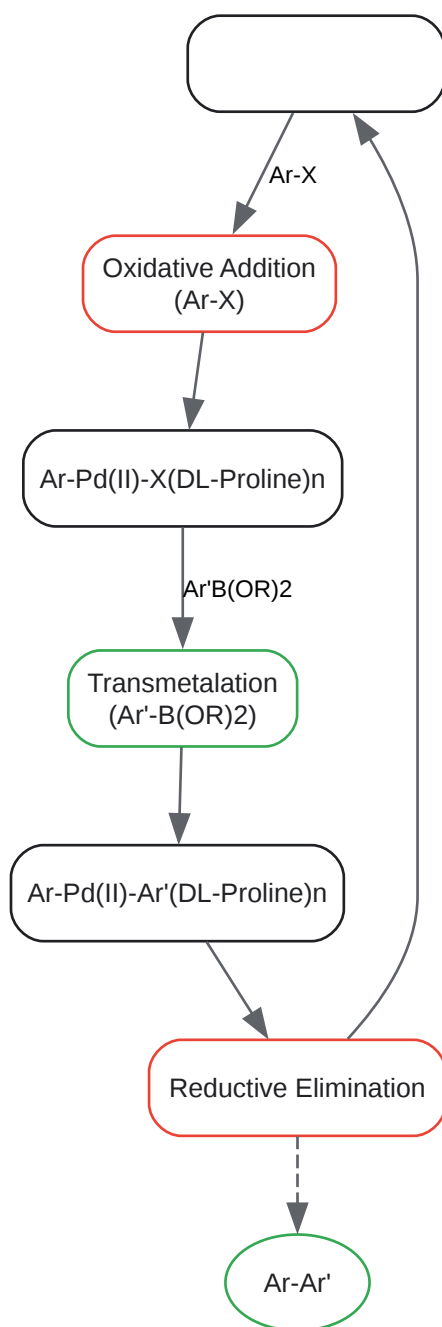 Ar-X
Oxidative Addition
(Ar-X)
Ar-Pd(II)-X(DL-Proline)n
Ar'B(OR)2
Transmetalation
(Ar'-B(OR)2)
Ar-Pd(II)-Ar'(DL-Proline)n
Reductive Elimination
Ar-Ar'